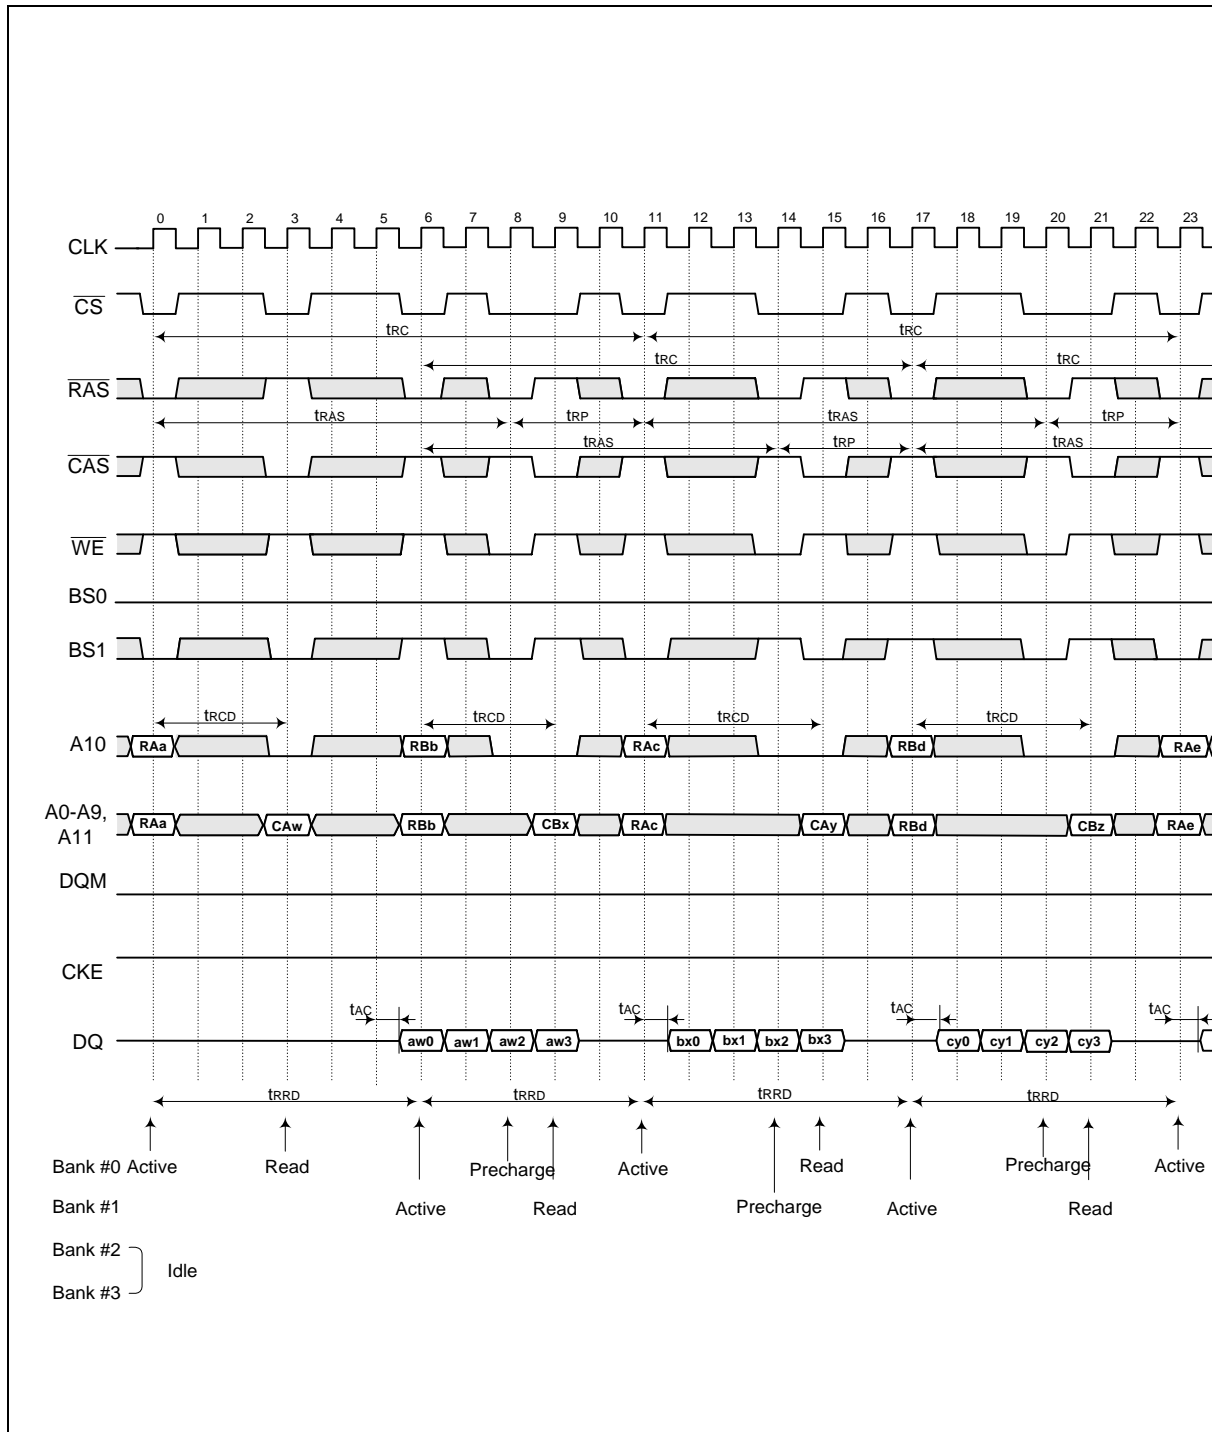 0 1 2 3 4 5 6 7 8 9 10 11 12 13 14 15 16 17 18 19 20 21 22 23
CLK
CS
tRC tRC
tRC tRC
RAS
tRAS tRP tRAS tRP
tRAS tRP tRAS
CAS
WE
BS0
BS1
tRCD tRCD tRCD tRCD
A10 RAa RBb RAc RBd RAe
A0-A9,
A11
RAa CAw RBb CBx RAc CAy RBd CBz RAe
DQM
CKE
tAC tAC tAC tAC
DQ aw0 aw1 aw2 aw3 bx0 bx1 bx2 bx3 cy0 cy1 cy2 cy3
tRRD tRRD tRRD tRRD
Bank #0 Active Read Precharge Active Read Precharge Active
Bank #1 Active Read Precharge Active Read
Bank #2
Idle
Bank #3